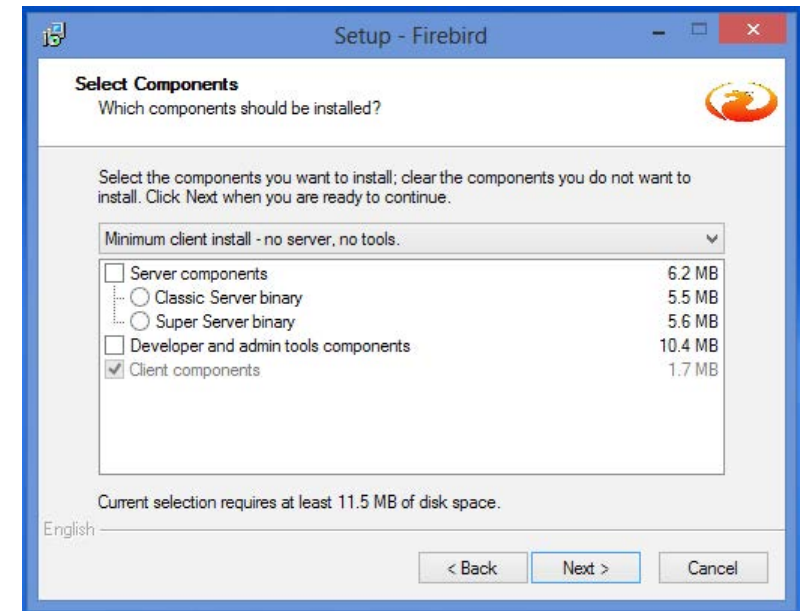 Setup - Firebird
Select Components
Which components should be installed?
Select the components you want to install; clear the components you do not want to
install. Click Next when you are ready to continue.
Minimum client install - no server, no tools.
Server components 6.2 MB
Classic Server binary 5.5 MB
Super Server binary 5.6 MB
Developer and admin tools components 10.4 MB
Client components 1.7 MB
Current selection requires at least 11.5 MB of disk space.
English
< Back Next > Cancel